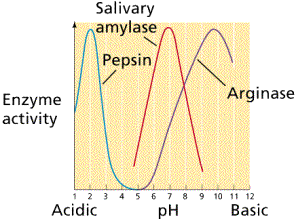 Salivary
amylase
Pepsin
Arginase
Enzyme
activity
1 2 3 4 5 6 7 8 9 10 11 12
Acidic pH Basic